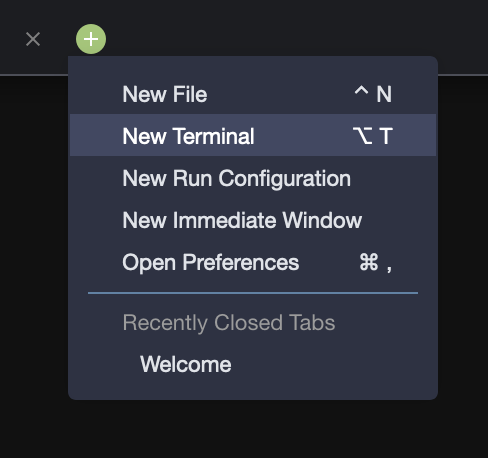 New File ^ N
New Terminal ⌥ T
New Run Configuration
New Immediate Window
Open Preferences ⌘ ,
Recently Closed Tabs
Welcome